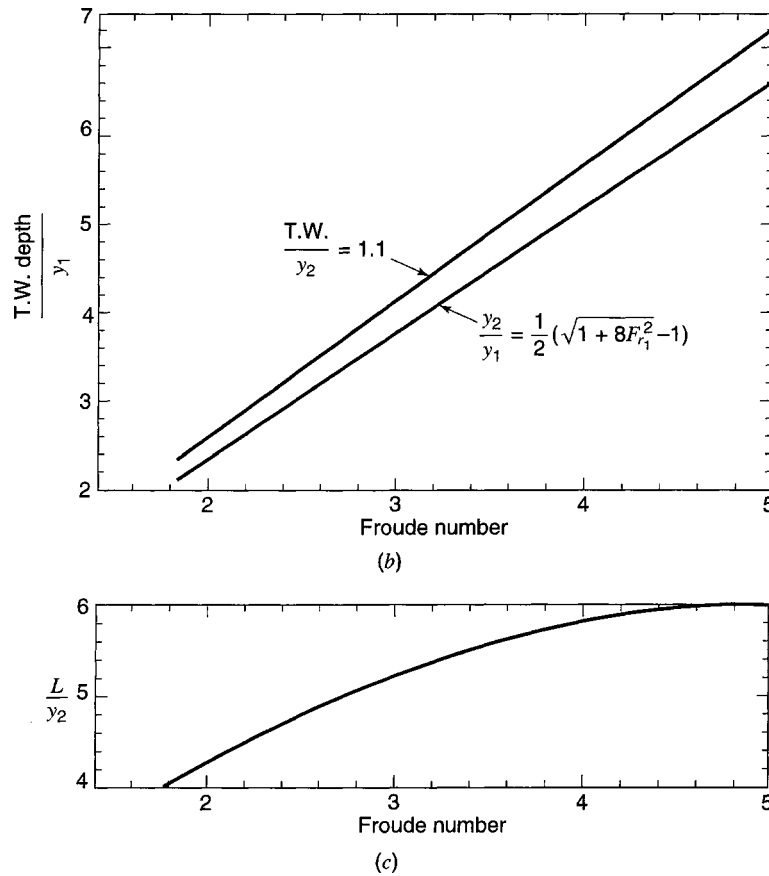 7
6
5
4
3
2
T.W. depth
y₁
T.W.
y₂
= 1.1
y₂
y₁
= 1/2 (√1 + 8F_r₁² −1)
2 3 4 5
Froude number
(b)
6
5
4
L
y₂
2 3 4 5
Froude number
(c)